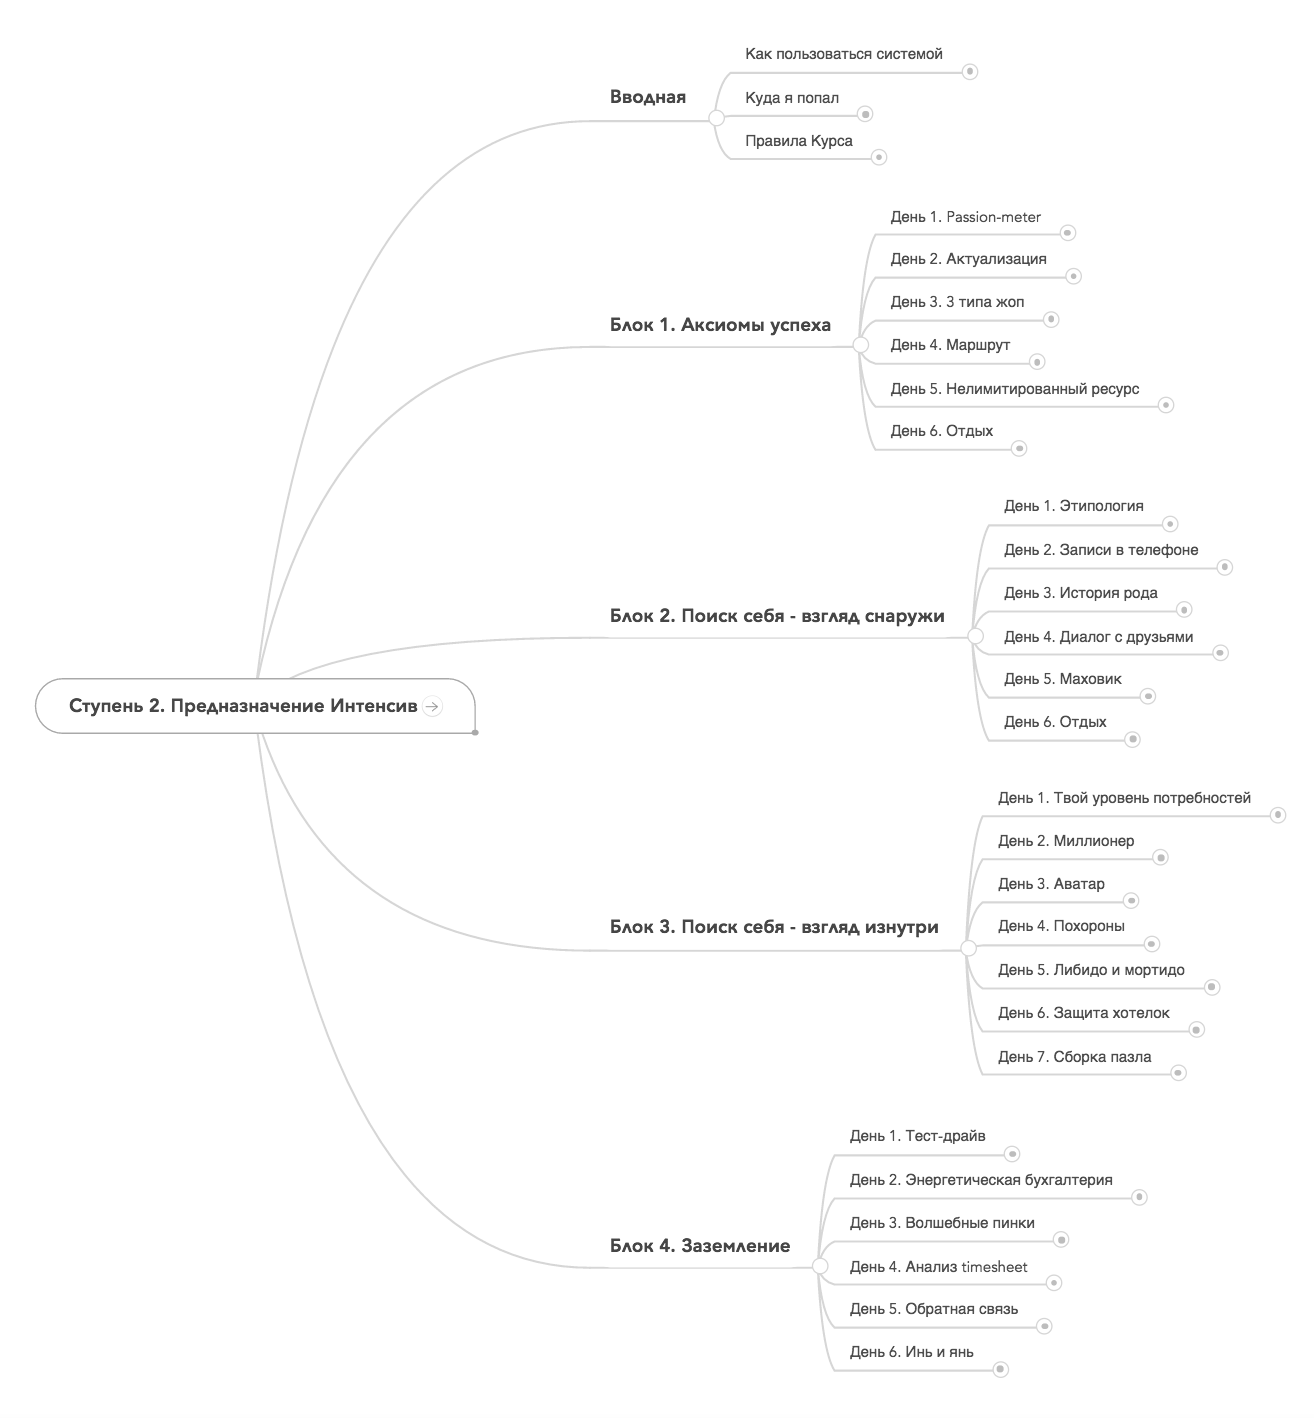 Ступень 2. Предназначение Интенсив
Вводная
Как пользоваться системой
Куда я попал
Правила Курса
Блок 1. Аксиомы успеха
День 1. Passion-meter
День 2. Актуализация
День 3. 3 типа жоп
День 4. Маршрут
День 5. Нелимитированный ресурс
День 6. Отдых
Блок 2. Поиск себя - взгляд снаружи
День 1. Этипология
День 2. Записи в телефоне
День 3. История рода
День 4. Диалог с друзьями
День 5. Маховик
День 6. Отдых
Блок 3. Поиск себя - взгляд изнутри
День 1. Твой уровень потребностей
День 2. Миллионер
День 3. Аватар
День 4. Похороны
День 5. Либидо и мортидо
День 6. Защита хотелок
День 7. Сборка пазла
Блок 4. Заземление
День 1. Тест-драйв
День 2. Энергетическая бухгалтерия
День 3. Волшебные пинки
День 4. Анализ timesheet
День 5. Обратная связь
День 6. Инь и янь